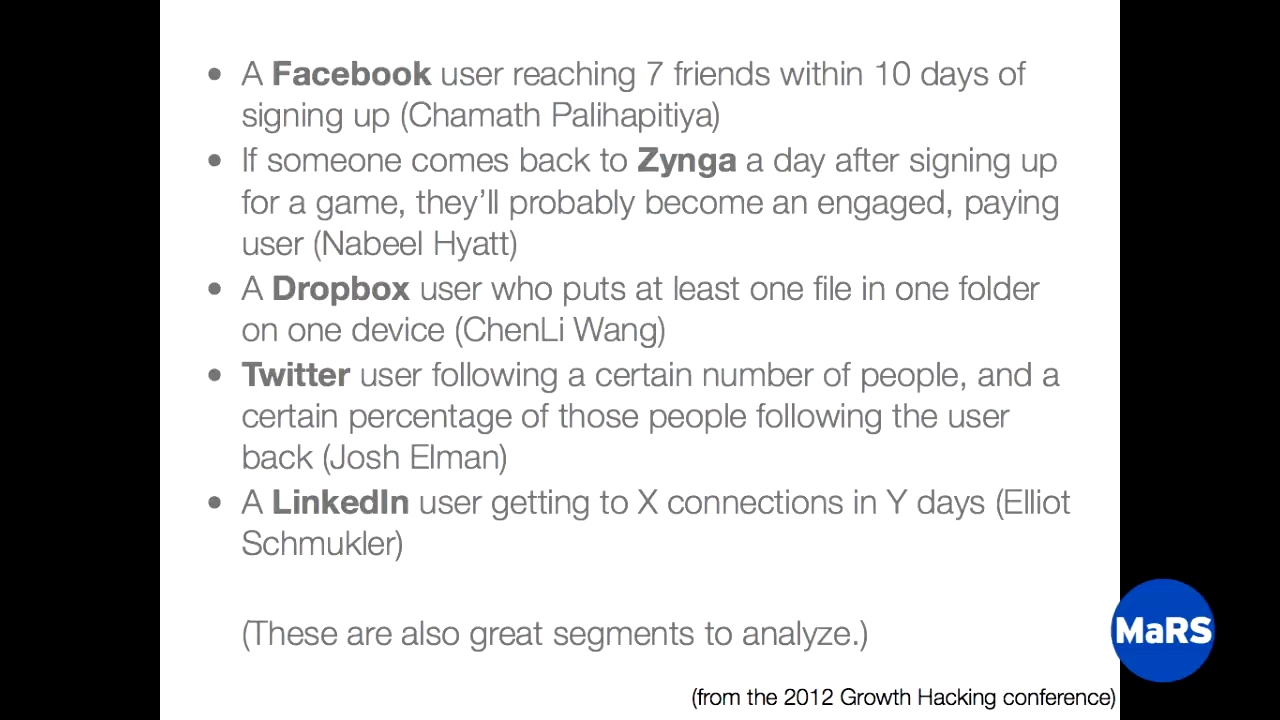 • A Facebook user reaching 7 friends within 10 days of
signing up (Chamath Palihapitiya)
• If someone comes back to Zynga a day after signing up
for a game, they’ll probably become an engaged, paying
user (Nabeel Hyatt)
• A Dropbox user who puts at least one file in one folder
on one device (ChenLi Wang)
• Twitter user following a certain number of people, and a
certain percentage of those people following the user
back (Josh Elman)
• A LinkedIn user getting to X connections in Y days (Elliot
Schmukler)
(These are also great segments to analyze.)
MaRS
(from the 2012 Growth Hacking conference)